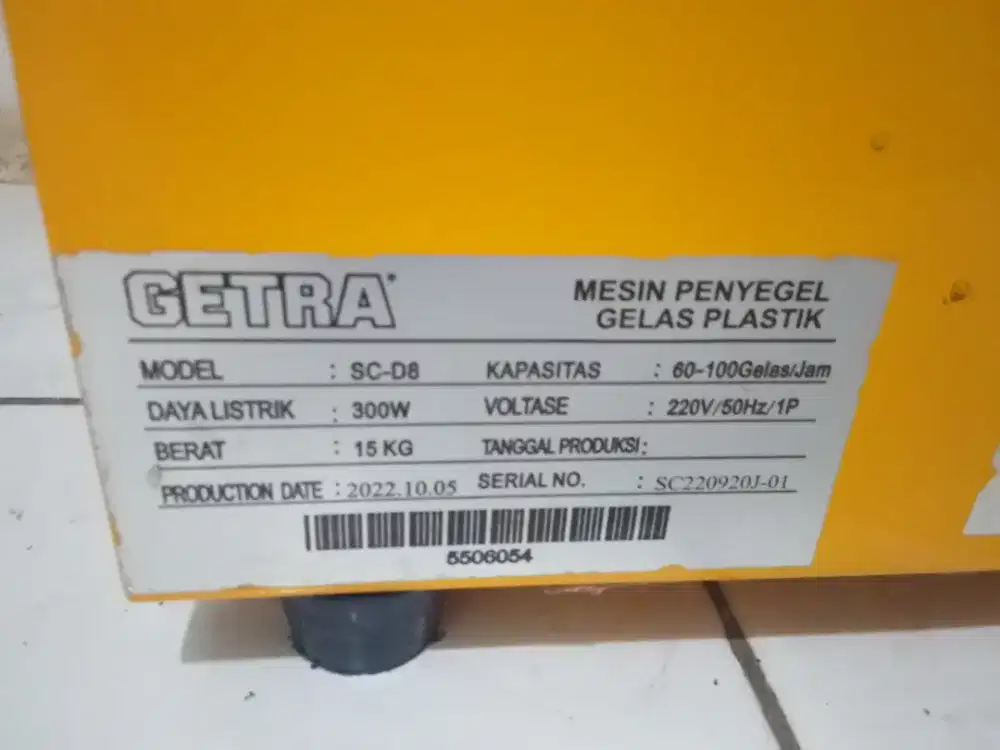 GETRA
MESIN PENYEGEL
GELAS PLASTIK
MODEL : SC-D8 KAPASITAS : 60-100Gelas/Jam
DAYA LISTRIK : 300W VOLTASE : 220V/50Hz/1P
BERAT : 15 KG TANGGAL PRODUKSI :
PRODUCTION DATE : 2022.10.05 SERIAL NO. : SC220920J-01
5506054